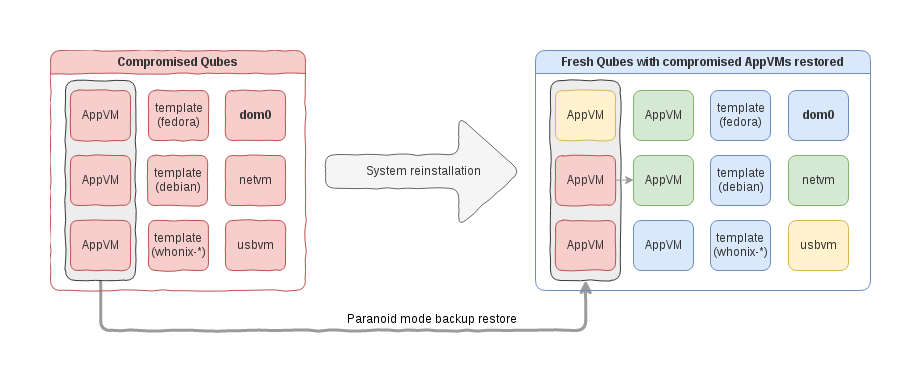 Compromised Qubes
AppVM
template
(fedora)
dom0
AppVM
template
(debian)
netvm
AppVM
template
(whonix-*)
usbvm
System reinstallation
Fresh Qubes with compromised AppVMs restored
AppVM
AppVM
template
(fedora)
dom0
AppVM
AppVM
template
(debian)
netvm
AppVM
AppVM
template
(whonix-*)
usbvm
Paranoid mode backup restore